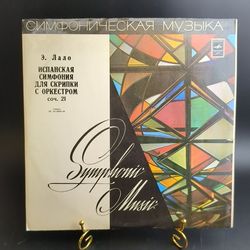 СИМФОНИЧЕСКАЯ МУЗЫКА
Э. Лало
ИСПАНСКАЯ
СИМФОНИЯ
ДЛЯ СКРИПКИ
С ОРКЕСТРОМ
соч. 21
Symphonic
Music